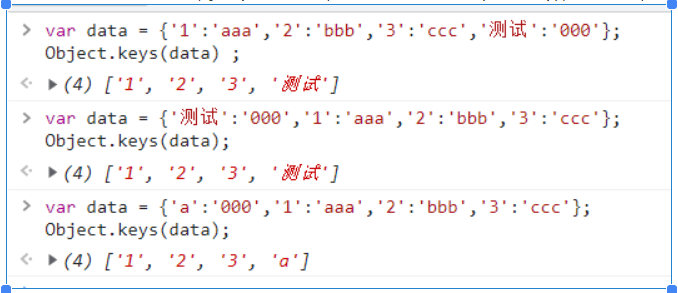 > var data = {'1':'aaa','2':'bbb','3':'ccc','测试':'000'};
Object.keys(data) ;
<· ▶(4) ['1', '2', '3', '测试']
> var data = {'测试':'000','1':'aaa','2':'bbb','3':'ccc'};
Object.keys(data);
<· ▶(4) ['1', '2', '3', '测试']
> var data = {'a':'000','1':'aaa','2':'bbb','3':'ccc'};
Object.keys(data);
<· ▶(4) ['1', '2', '3', 'a']